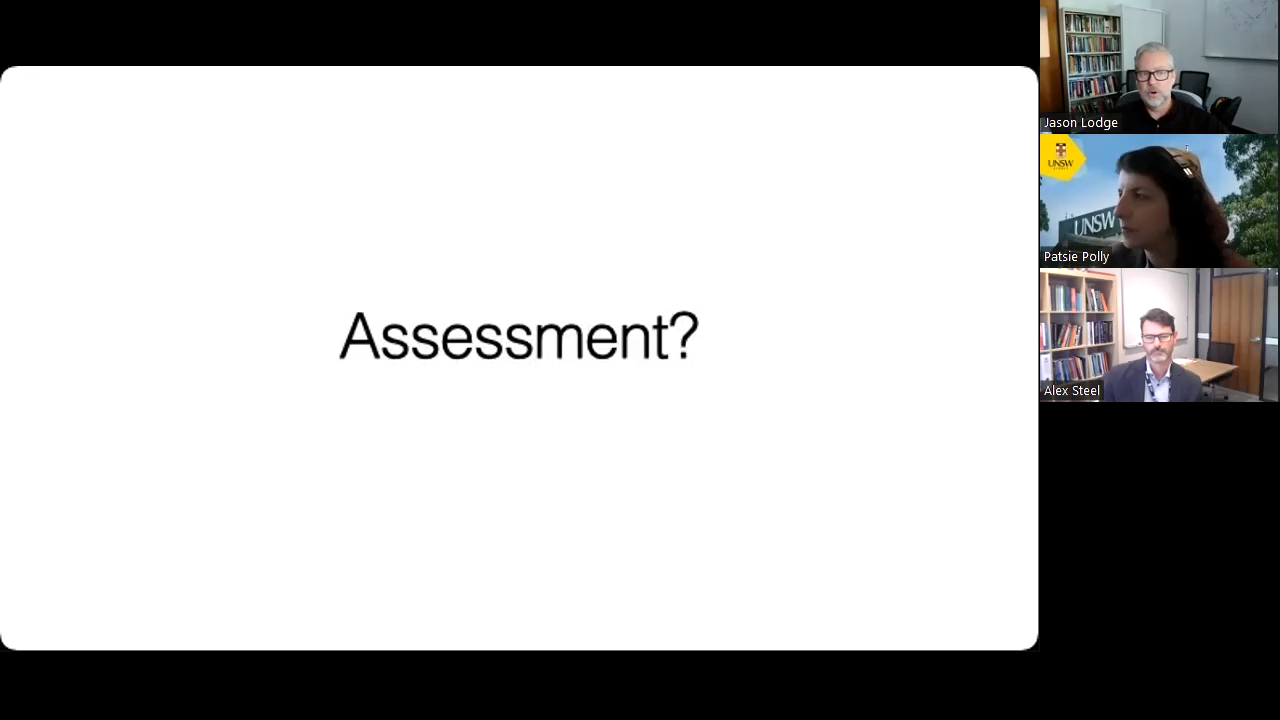 Assessment?
Jason Lodge
UNSW
UNSW
Patsie Polly
Alex Steel